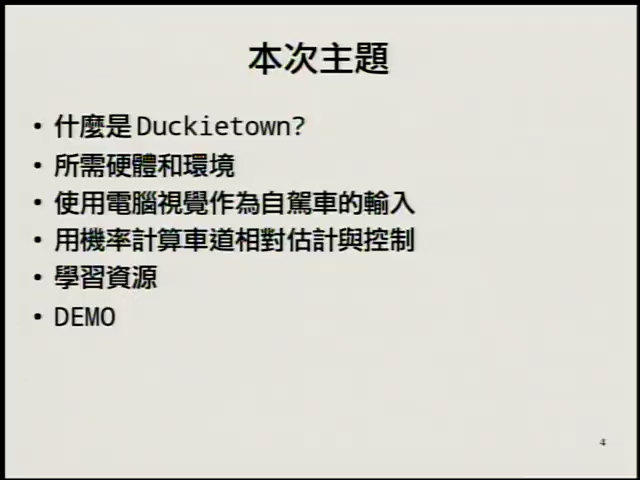 本次主題
• 什麼是Duckietown?
• 所需硬體和環境
• 使用電腦視覺作為自駕車的輸入
• 用機率計算車道相對估計與控制
• 學習資源
• DEMO
4